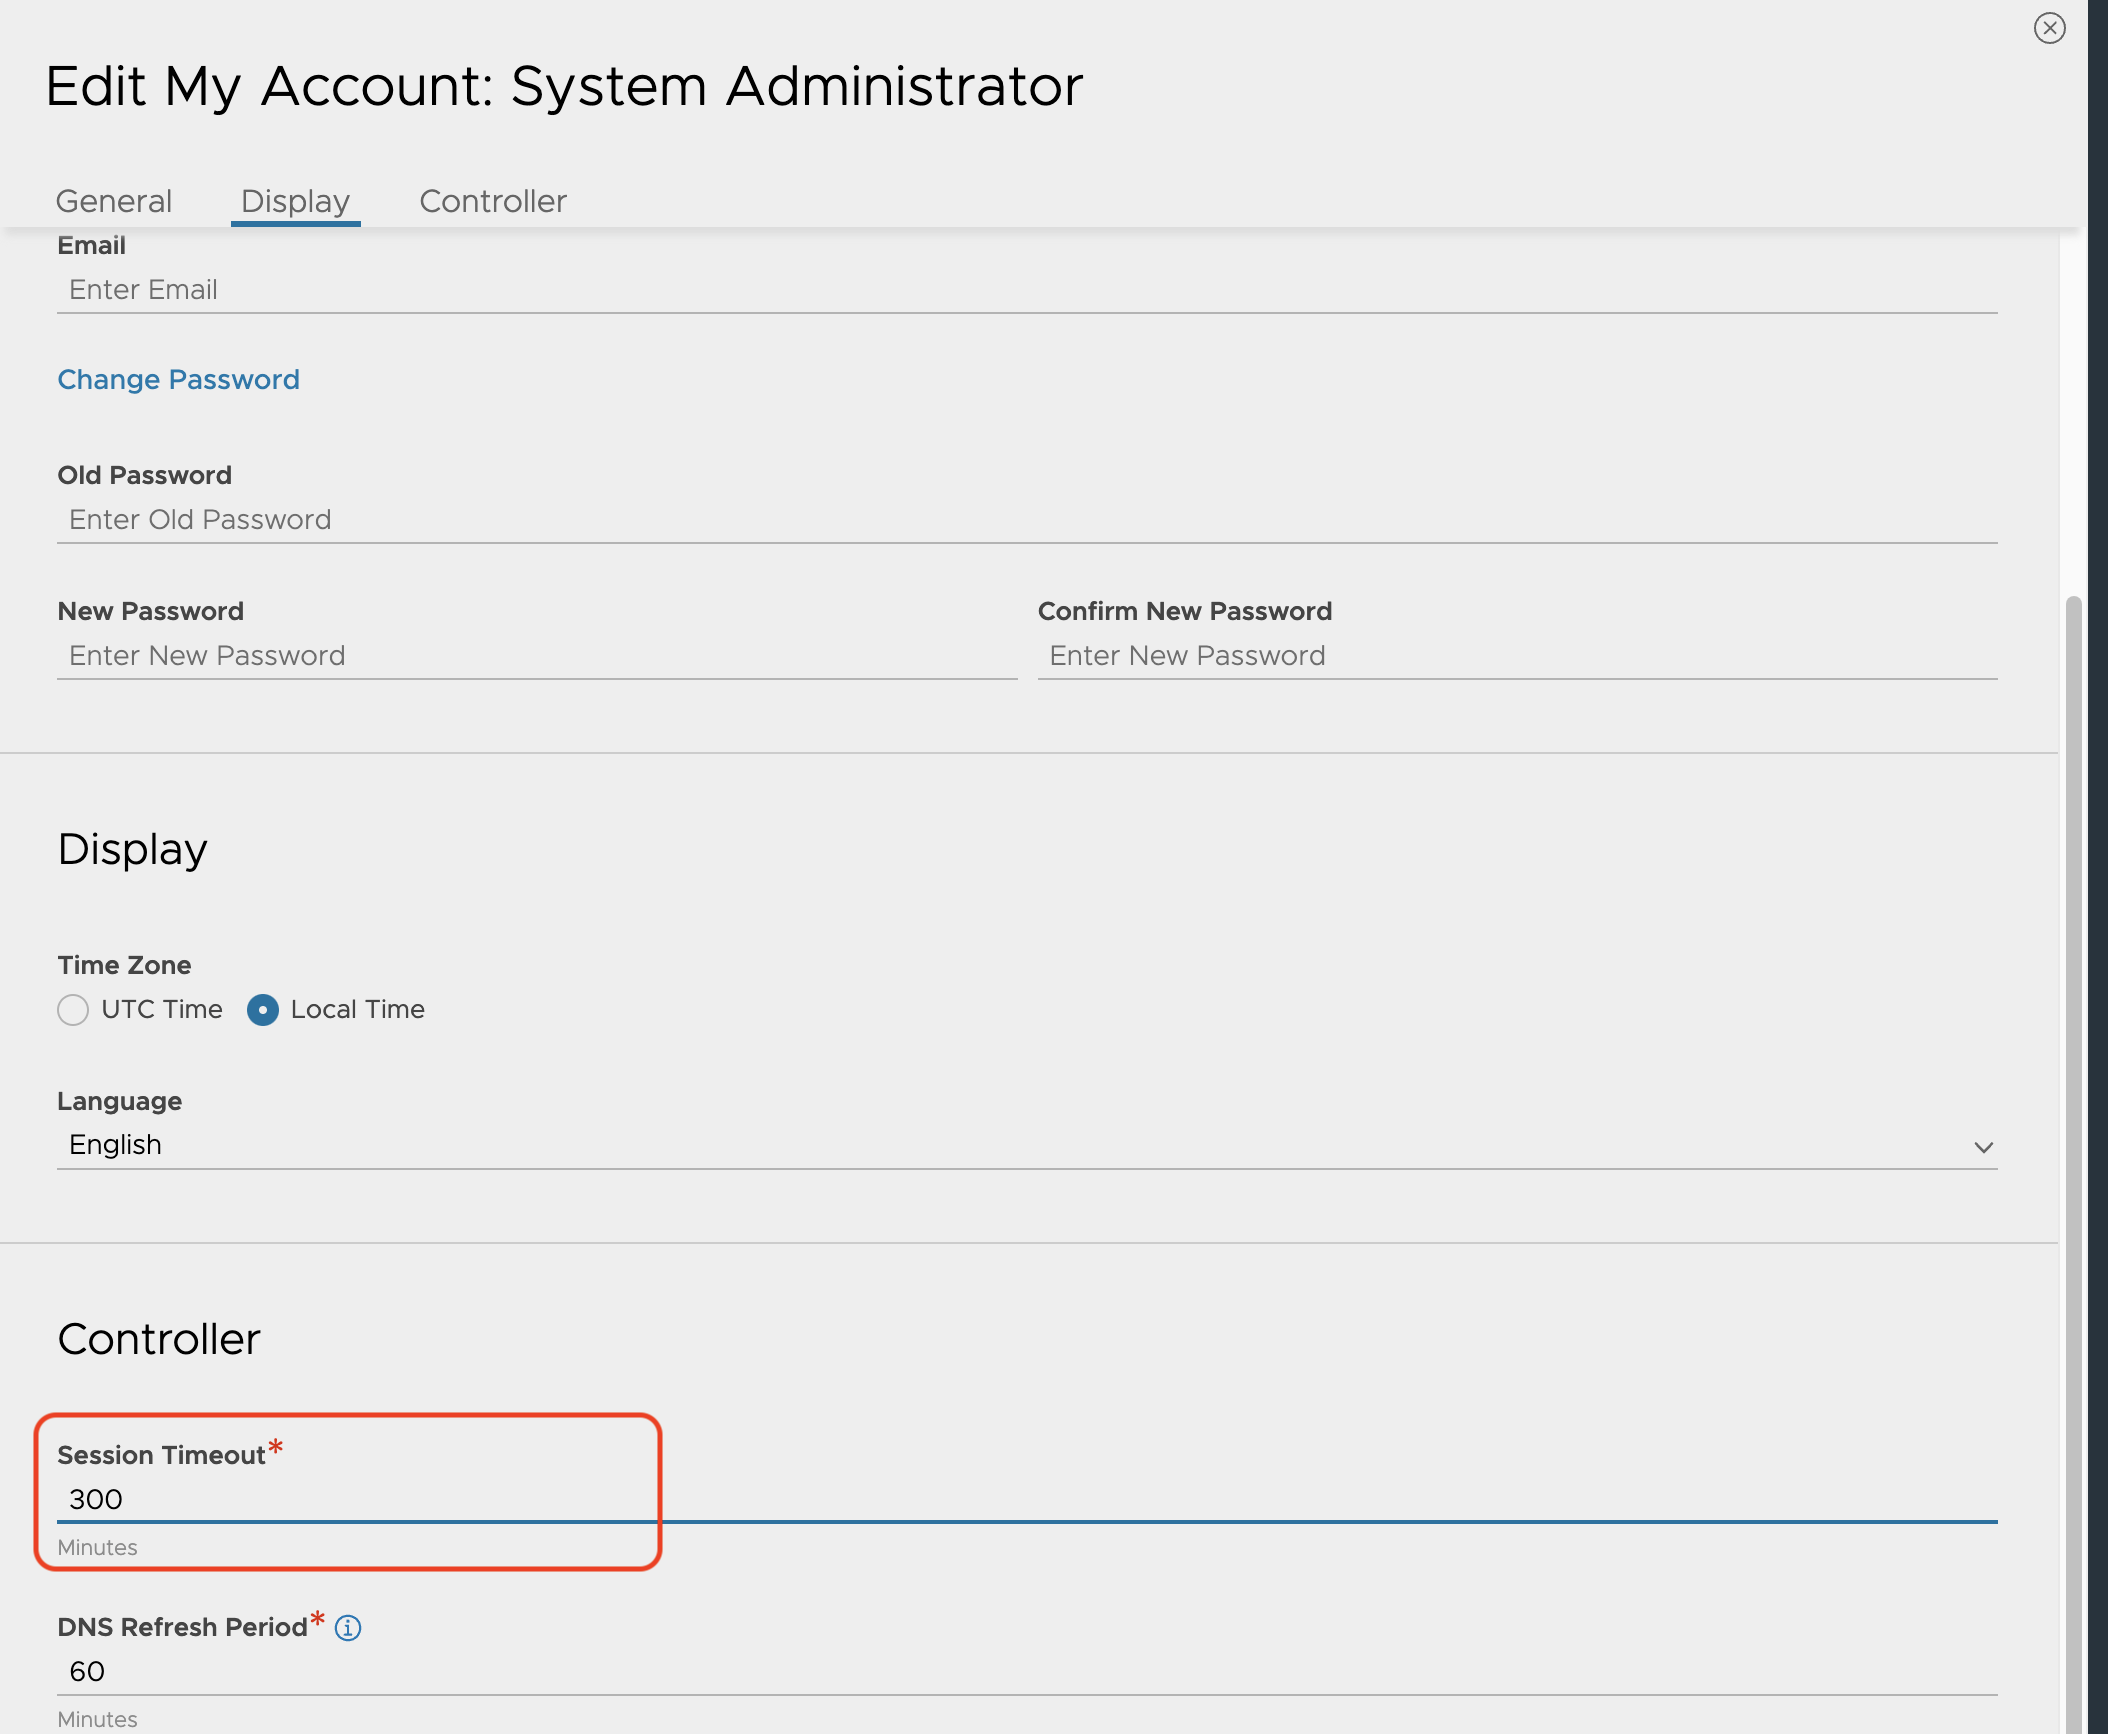 Edit My Account: System Administrator
General Display Controller
Email
Enter Email
Change Password
Old Password
Enter Old Password
New Password Confirm New Password
Enter New Password Enter New Password
Display
Time Zone
UTC Time Local Time
Language
English
Controller
Session Timeout*
300
Minutes
DNS Refresh Period*
60
Minutes